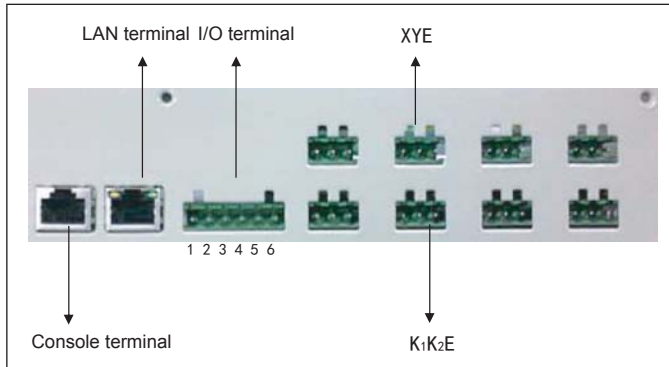 LAN terminal I/O terminal XYE
1 2 3 4 5 6
Console terminal K₁K₂E